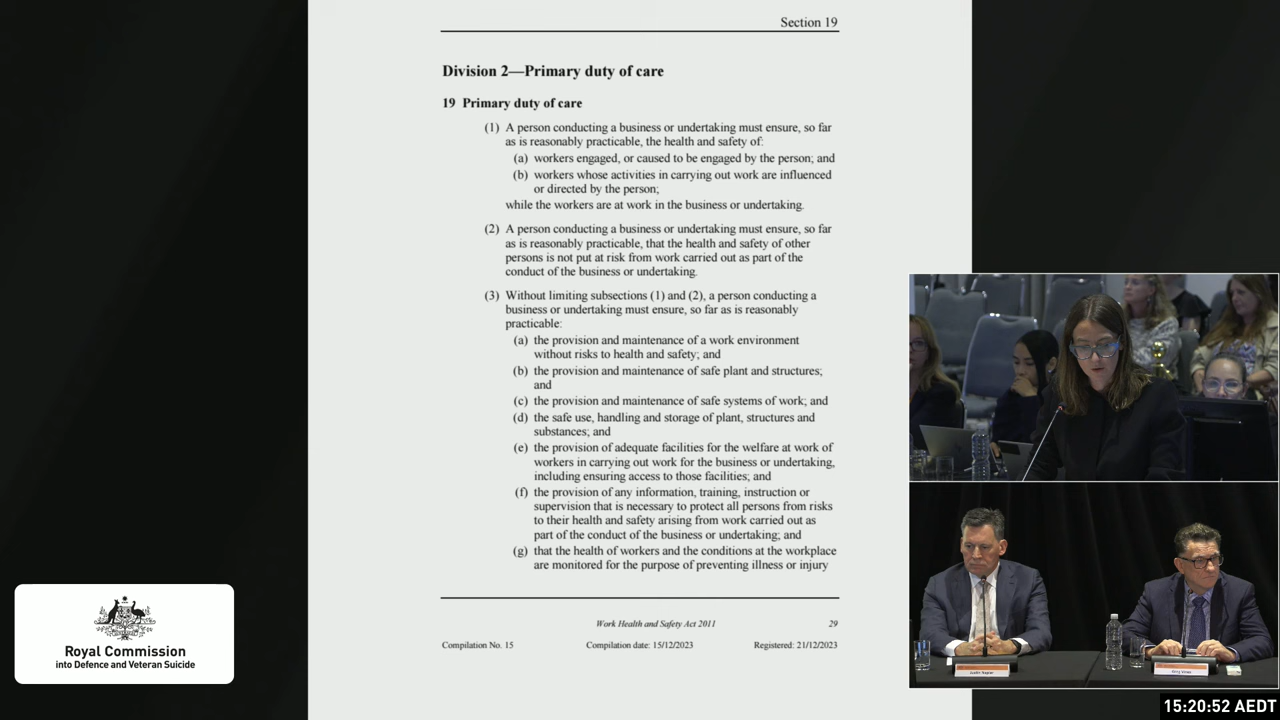 Section 19
Division 2—Primary duty of care
19 Primary duty of care
(1) A person conducting a business or undertaking must ensure, so far
as is reasonably practicable, the health and safety of:
(a) workers engaged, or caused to be engaged by the person; and
(b) workers whose activities in carrying out work are influenced
or directed by the person;
while the workers are at work in the business or undertaking.
(2) A person conducting a business or undertaking must ensure, so far
as is reasonably practicable, that the health and safety of other
persons is not put at risk from work carried out as part of the
conduct of the business or undertaking.
(3) Without limiting subsections (1) and (2), a person conducting a
business or undertaking must ensure, so far as is reasonably
practicable:
(a) the provision and maintenance of a work environment
without risks to health and safety; and
(b) the provision and maintenance of safe plant and structures;
and
(c) the provision and maintenance of safe systems of work; and
(d) the safe use, handling and storage of plant, structures and
substances; and
(e) the provision of adequate facilities for the welfare at work of
workers in carrying out work for the business or undertaking,
including ensuring access to those facilities; and
(f) the provision of any information, training, instruction or
supervision that is necessary to protect all persons from risks
to their health and safety arising from work carried out as
part of the conduct of the business or undertaking; and
(g) that the health of workers and the conditions at the workplace
are monitored for the purpose of preventing illness or injury
Work Health and Safety Act 2011 29
Compilation No. 15 Compilation date: 15/12/2023 Registered: 21/12/2023
Royal Commission
into Defence and Veteran Suicide
15:20:52 AEDT